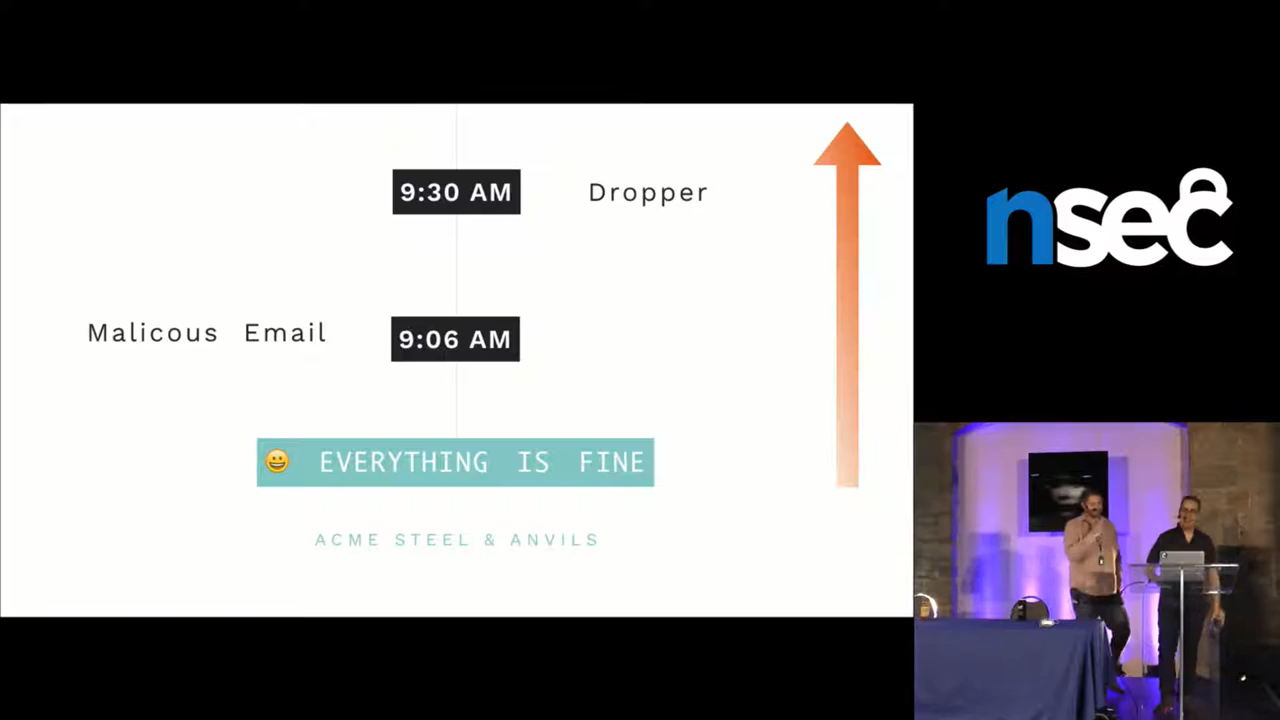 9:30 AM Dropper
Malicous Email 9:06 AM
😀 EVERYTHING IS FINE
ACME STEEL & ANVILS
nsec